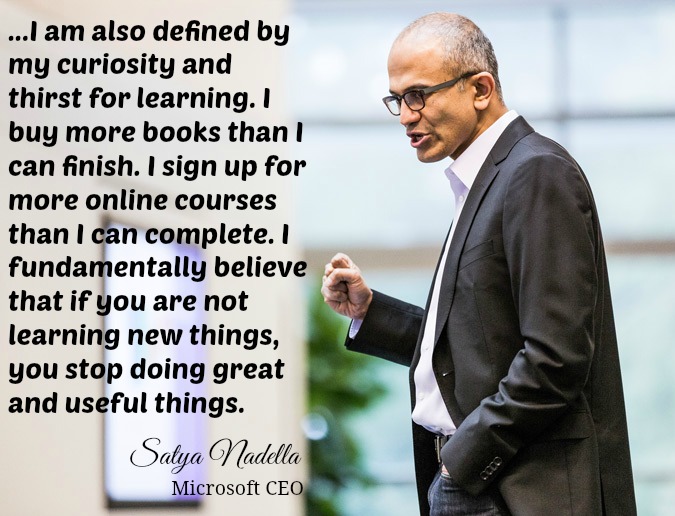 ...I am also defined by
my curiosity and
thirst for learning. I
buy more books than I
can finish. I sign up for
more online courses
than I can complete. I
fundamentally believe
that if you are not
learning new things,
you stop doing great
and useful things.
Satya Nadella
Microsoft CEO